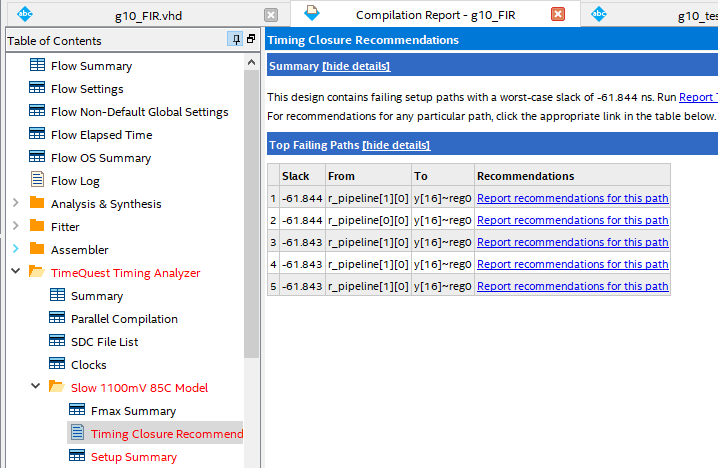 g10_FIR.vhd
Compilation Report - g10_FIR
g10_tes
Table of Contents
Flow Summary
Flow Settings
Flow Non-Default Global Settings
Flow Elapsed Time
Flow OS Summary
Flow Log
Analysis & Synthesis
Fitter
Assembler
TimeQuest Timing Analyzer
Summary
Parallel Compilation
SDC File List
Clocks
Slow 1100mV 85C Model
Fmax Summary
Timing Closure Recommend
Setup Summary
Timing Closure Recommendations
Summary [hide details]
This design contains failing setup paths with a worst-case slack of -61.844 ns. Run Report T
For recommendations for any particular path, click the appropriate link in the table below.
Top Failing Paths [hide details]
Slack From To Recommendations
1 -61.844 r_pipeline[1][0] y[16]~reg0 Report recommendations for this path
2 -61.844 r_pipeline[0][0] y[16]~reg0 Report recommendations for this path
3 -61.843 r_pipeline[1][0] y[16]~reg0 Report recommendations for this path
4 -61.843 r_pipeline[1][0] y[16]~reg0 Report recommendations for this path
5 -61.843 r_pipeline[1][0] y[16]~reg0 Report recommendations for this path